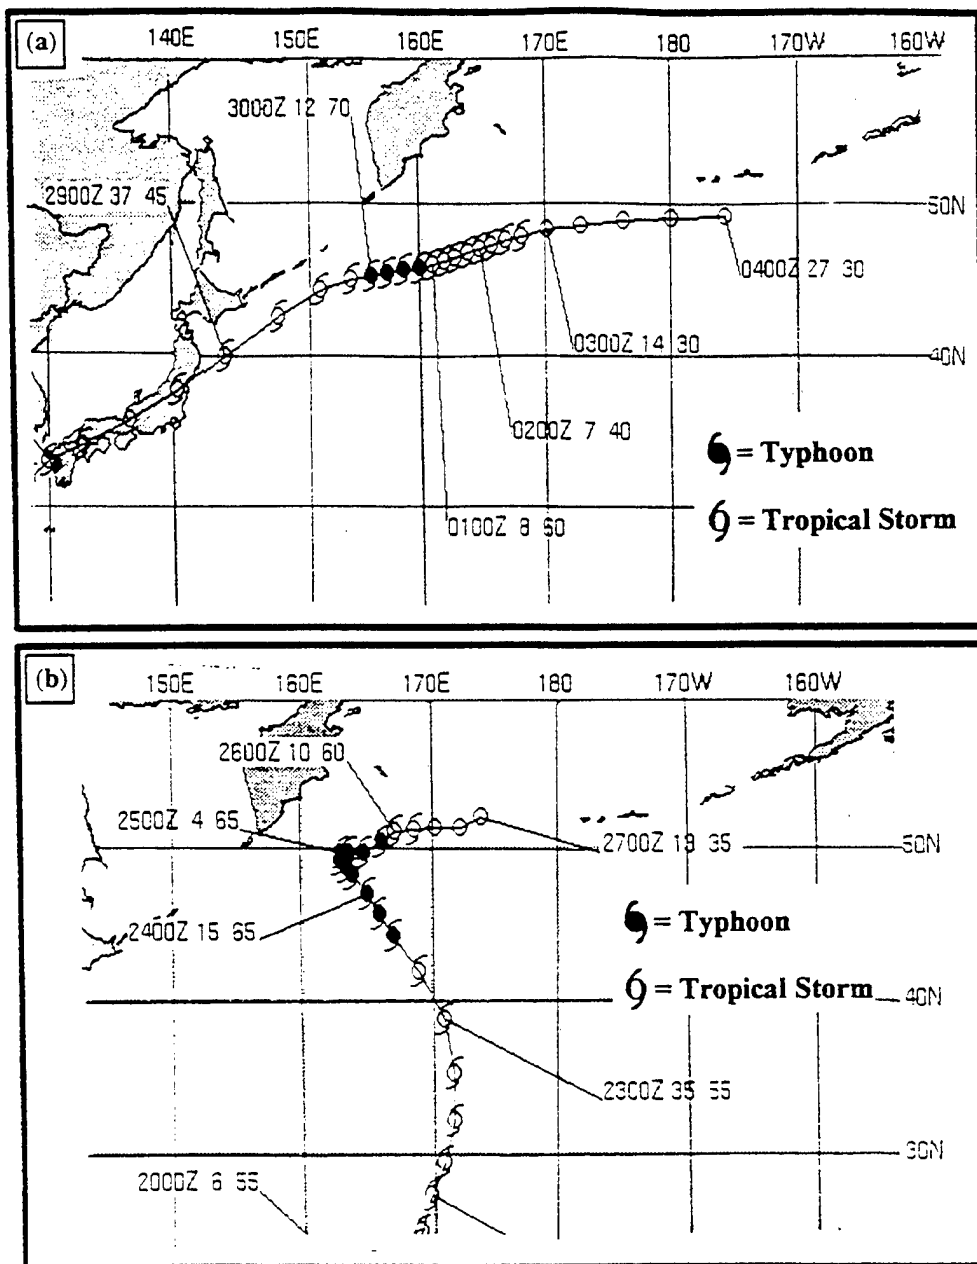 (a)
140E 150E 160E 170E 180 170W 160W
3000Z 12 70
2900Z 37 45
50N
0400Z 27 30
0300Z 14 30
40N
0200Z 7 40
= Typhoon
0100Z 8 60
= Tropical Storm
(b)
150E 160E 170E 180 170W 160W
2600Z 10 60
2500Z 4 65
2700Z 19 35
50N
2400Z 15 65
= Typhoon
= Tropical Storm
40N
2300Z 35 55
30N
2000Z 6 55